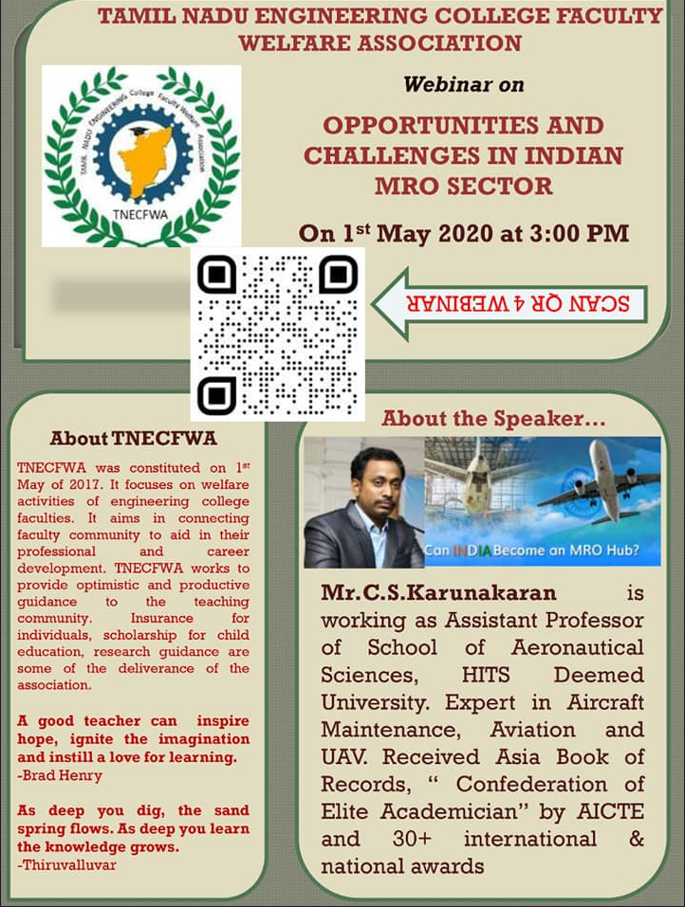 TAMIL NADU ENGINEERING COLLEGE FACULTY
WELFARE ASSOCIATION
TAMIL NADU ENGINEERING College Faculty Welfare Association
TNECFWA
Webinar on
OPPORTUNITIES AND
CHALLENGES IN INDIAN
MRO SECTOR
On 1st May 2020 at 3:00 PM
SCAN QR 4 WEBINAR
About TNECFWA
TNECFWA was constituted on 1st
May of 2017. It focuses on welfare
activities of engineering college
faculties. It aims in connecting
faculty community to aid in their
professional and career
development. TNECFWA works to
provide optimistic and productive
guidance to the teaching
community. Insurance for
individuals, scholarship for child
education, research guidance are
some of the deliverance of the
association.
A good teacher can inspire
hope, ignite the imagination
and instill a love for learning.
-Brad Henry
As deep you dig, the sand
spring flows. As deep you learn
the knowledge grows.
-Thiruvalluvar
About the Speaker...
Can INDIA Become an MRO Hub?
Mr.C.S.Karunakaran is
working as Assistant Professor
of School of Aeronautical
Sciences, HITS Deemed
University. Expert in Aircraft
Maintenance, Aviation and
UAV. Received Asia Book of
Records, “ Confederation of
Elite Academician” by AICTE
and 30+ international &
national awards